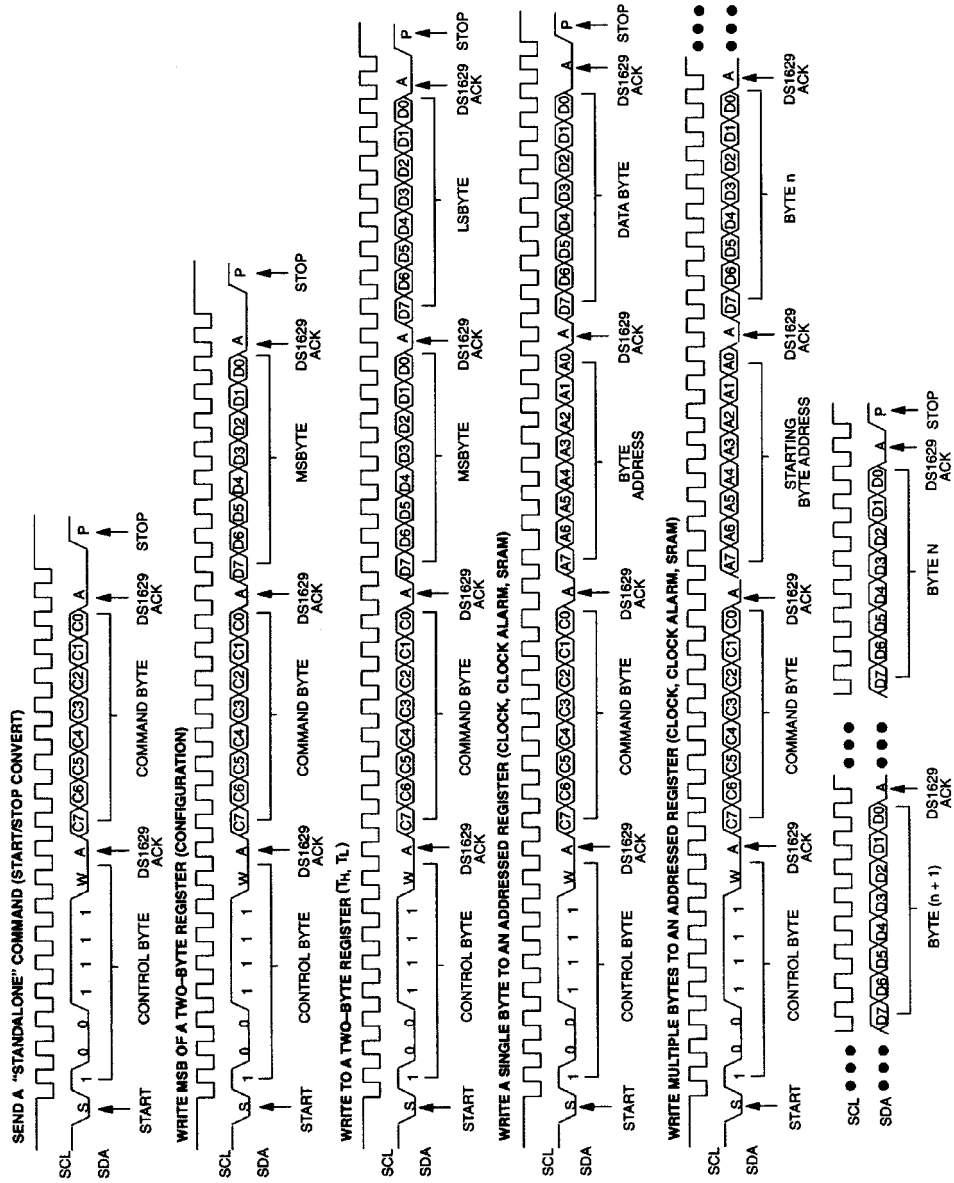 SEND A "STANDALONE" COMMAND (START/STOP CONVERT)
SCL
SDA
S 1 0 0 1 1 1 1 W A C7 C6 C5 C4 C3 C2 C1 C0 A P
START
CONTROL BYTE
DS1629 ACK
COMMAND BYTE
DS1629 ACK
STOP
WRITE MSB OF A TWO–BYTE REGISTER (CONFIGURATION)
SCL
SDA
S 1 0 0 1 1 1 1 W A C7 C6 C5 C4 C3 C2 C1 C0 A D7 D6 D5 D4 D3 D2 D1 D0 A P
START
CONTROL BYTE
DS1629 ACK
COMMAND BYTE
DS1629 ACK
MSBYTE
DS1629 ACK
STOP
WRITE TO A TWO–BYTE REGISTER (TH, TL)
SCL
SDA
S 1 0 0 1 1 1 1 W A C7 C6 C5 C4 C3 C2 C1 C0 A D7 D6 D5 D4 D3 D2 D1 D0 A D7 D6 D5 D4 D3 D2 D1 D0 A P
START
CONTROL BYTE
DS1629 ACK
COMMAND BYTE
DS1629 ACK
MSBYTE
DS1629 ACK
LSBYTE
DS1629 ACK
STOP
WRITE A SINGLE BYTE TO AN ADDRESSED REGISTER (CLOCK, CLOCK ALARM, SRAM)
SCL
SDA
S 1 0 0 1 1 1 1 W A C7 C6 C5 C4 C3 C2 C1 C0 A A7 A6 A5 A4 A3 A2 A1 A0 A D7 D6 D5 D4 D3 D2 D1 D0 A P
START
CONTROL BYTE
DS1629 ACK
COMMAND BYTE
DS1629 ACK
BYTE ADDRESS
DS1629 ACK
DATA BYTE
DS1629 ACK
STOP
WRITE MULTIPLE BYTES TO AN ADDRESSED REGISTER (CLOCK, CLOCK ALARM, SRAM)
SCL
SDA
S 1 0 0 1 1 1 1 W A C7 C6 C5 C4 C3 C2 C1 C0 A A7 A6 A5 A4 A3 A2 A1 A0 A D7 D6 D5 D4 D3 D2 D1 D0 A
START
CONTROL BYTE
DS1629 ACK
COMMAND BYTE
DS1629 ACK
STARTING BYTE ADDRESS
DS1629 ACK
BYTE n
DS1629 ACK
SCL
SDA
D7 D6 D5 D4 D3 D2 D1 D0 A D7 D6 D5 D4 D3 D2 D1 D0 A P
BYTE (n + 1)
DS1629 ACK
BYTE N
DS1629 ACK
STOP